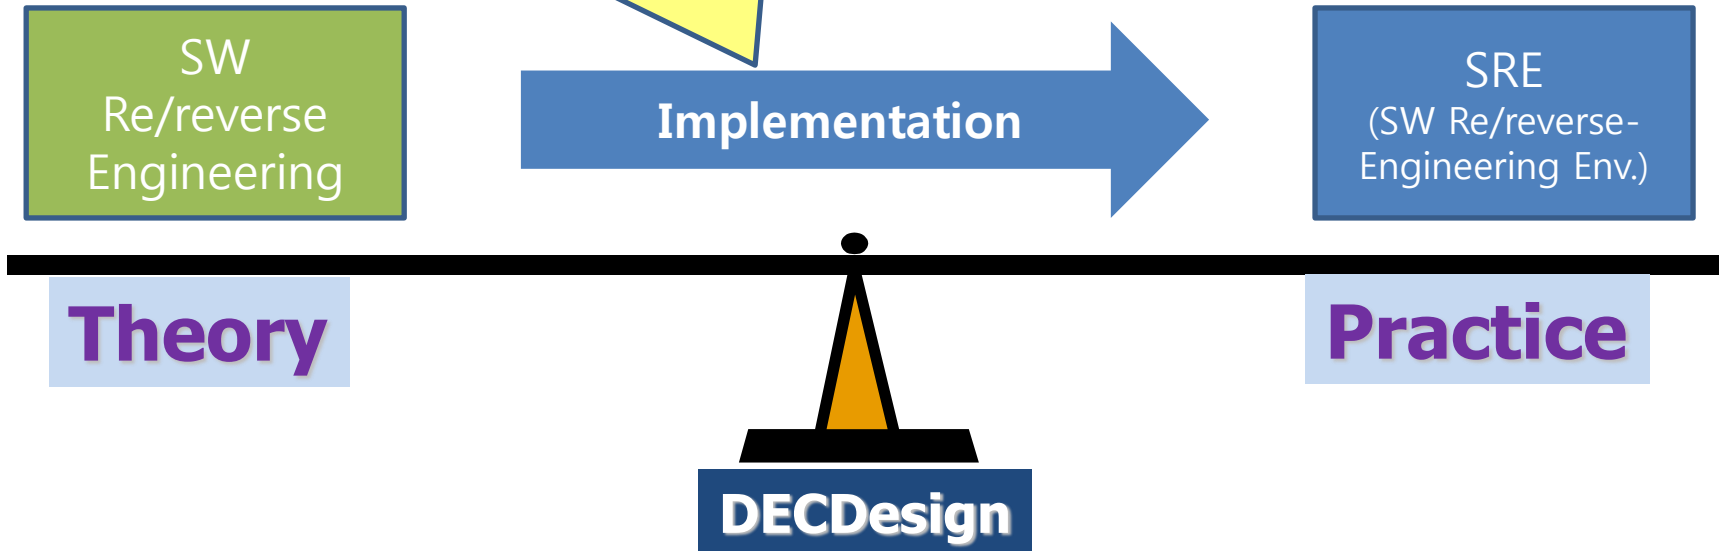 SW
Re/reverse
Engineering
Implementation
SRE
(SW Re/reverse-
Engineering Env.)
Theory
Practice
DECDesign